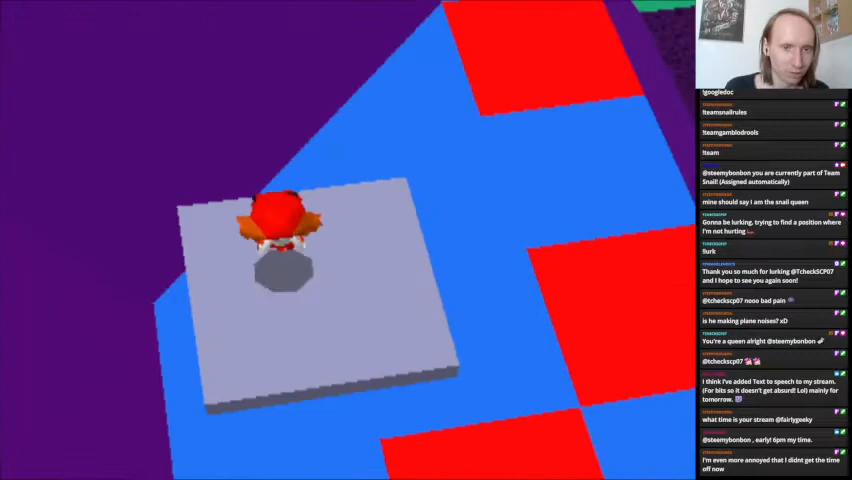 !googledoc
!teamsnailrules
!teamgamblodrools
!team
@steemybonbon you are currently part of Team
Snail! (Assigned automatically)
mine should say I am the snail queen
Gonna be lurking, trying to find a position where
I'm not hurting
!lurk
Thank you so much for lurking @TcheckSCP07
and I hope to see you again soon!
@tcheckscp07 nooo bad pain
is he making plane noises? xD
You're a queen alright @steemybonbon
@tcheckscp07
I think I've added Text to speech to my stream.
(For bits so it doesn't get absurd! Lol) mainly for
tomorrow.
what time is your stream @fairlygeeky
@steemybonbon , early! 6pm my time.
I'm even more annoyed that I didnt get the time
off now